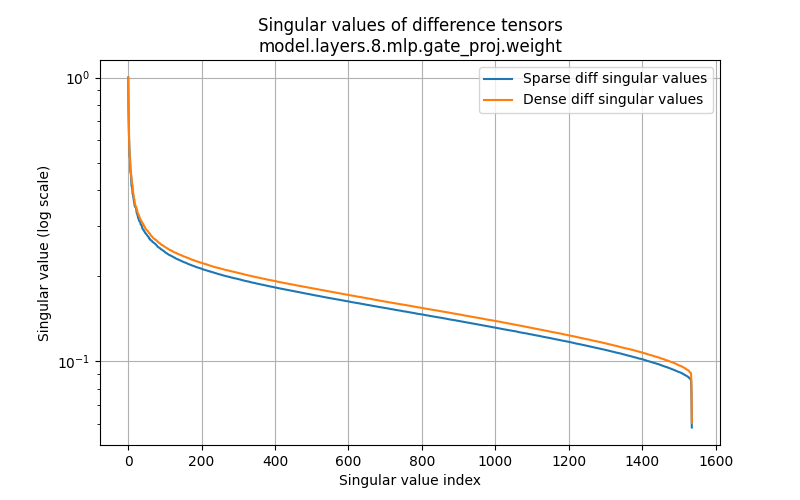 Singular values of difference tensors
model.layers.8.mlp.gate_proj.weight
Sparse diff singular values
Dense diff singular values
Singular value (log scale)
10⁰
10⁻¹
0 200 400 600 800 1000 1200 1400 1600
Singular value index